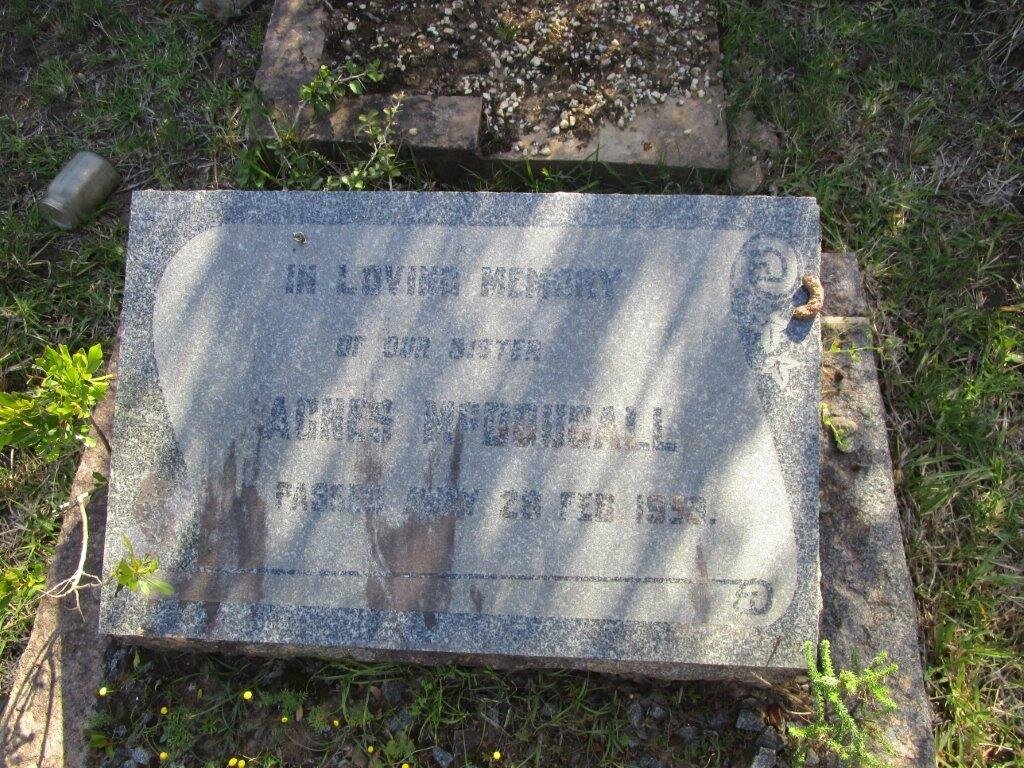 IN LOVING MEMORY
OF OUR SISTER
AGNES McDOUGALL
PASSED AWAY 28 FEB